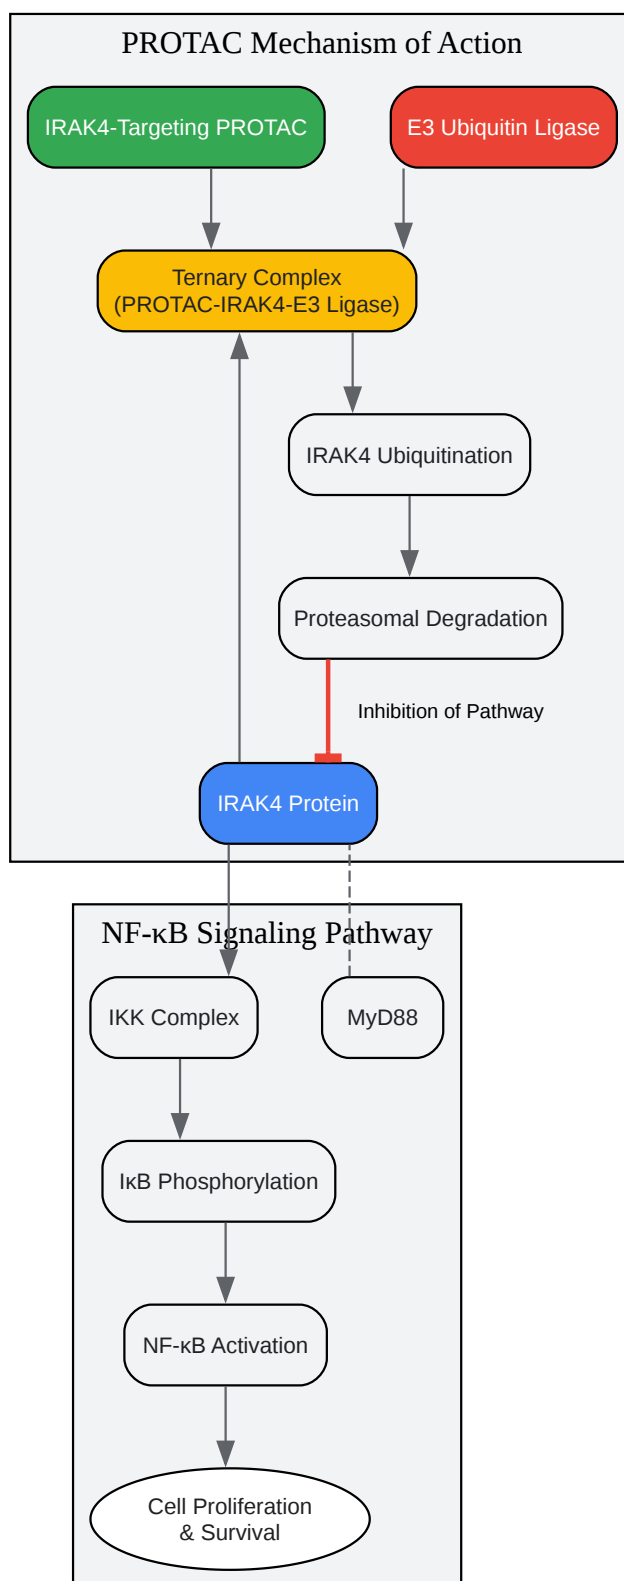 PROTAC Mechanism of Action
IRAK4-Targeting PROTAC
E3 Ubiquitin Ligase
Ternary Complex
(PROTAC-IRAK4-E3 Ligase)
IRAK4 Ubiquitination
Proteasomal Degradation
Inhibition of Pathway
IRAK4 Protein
NF-κB Signaling Pathway
IKK Complex
MyD88
IκB Phosphorylation
NF-κB Activation
Cell Proliferation
& Survival